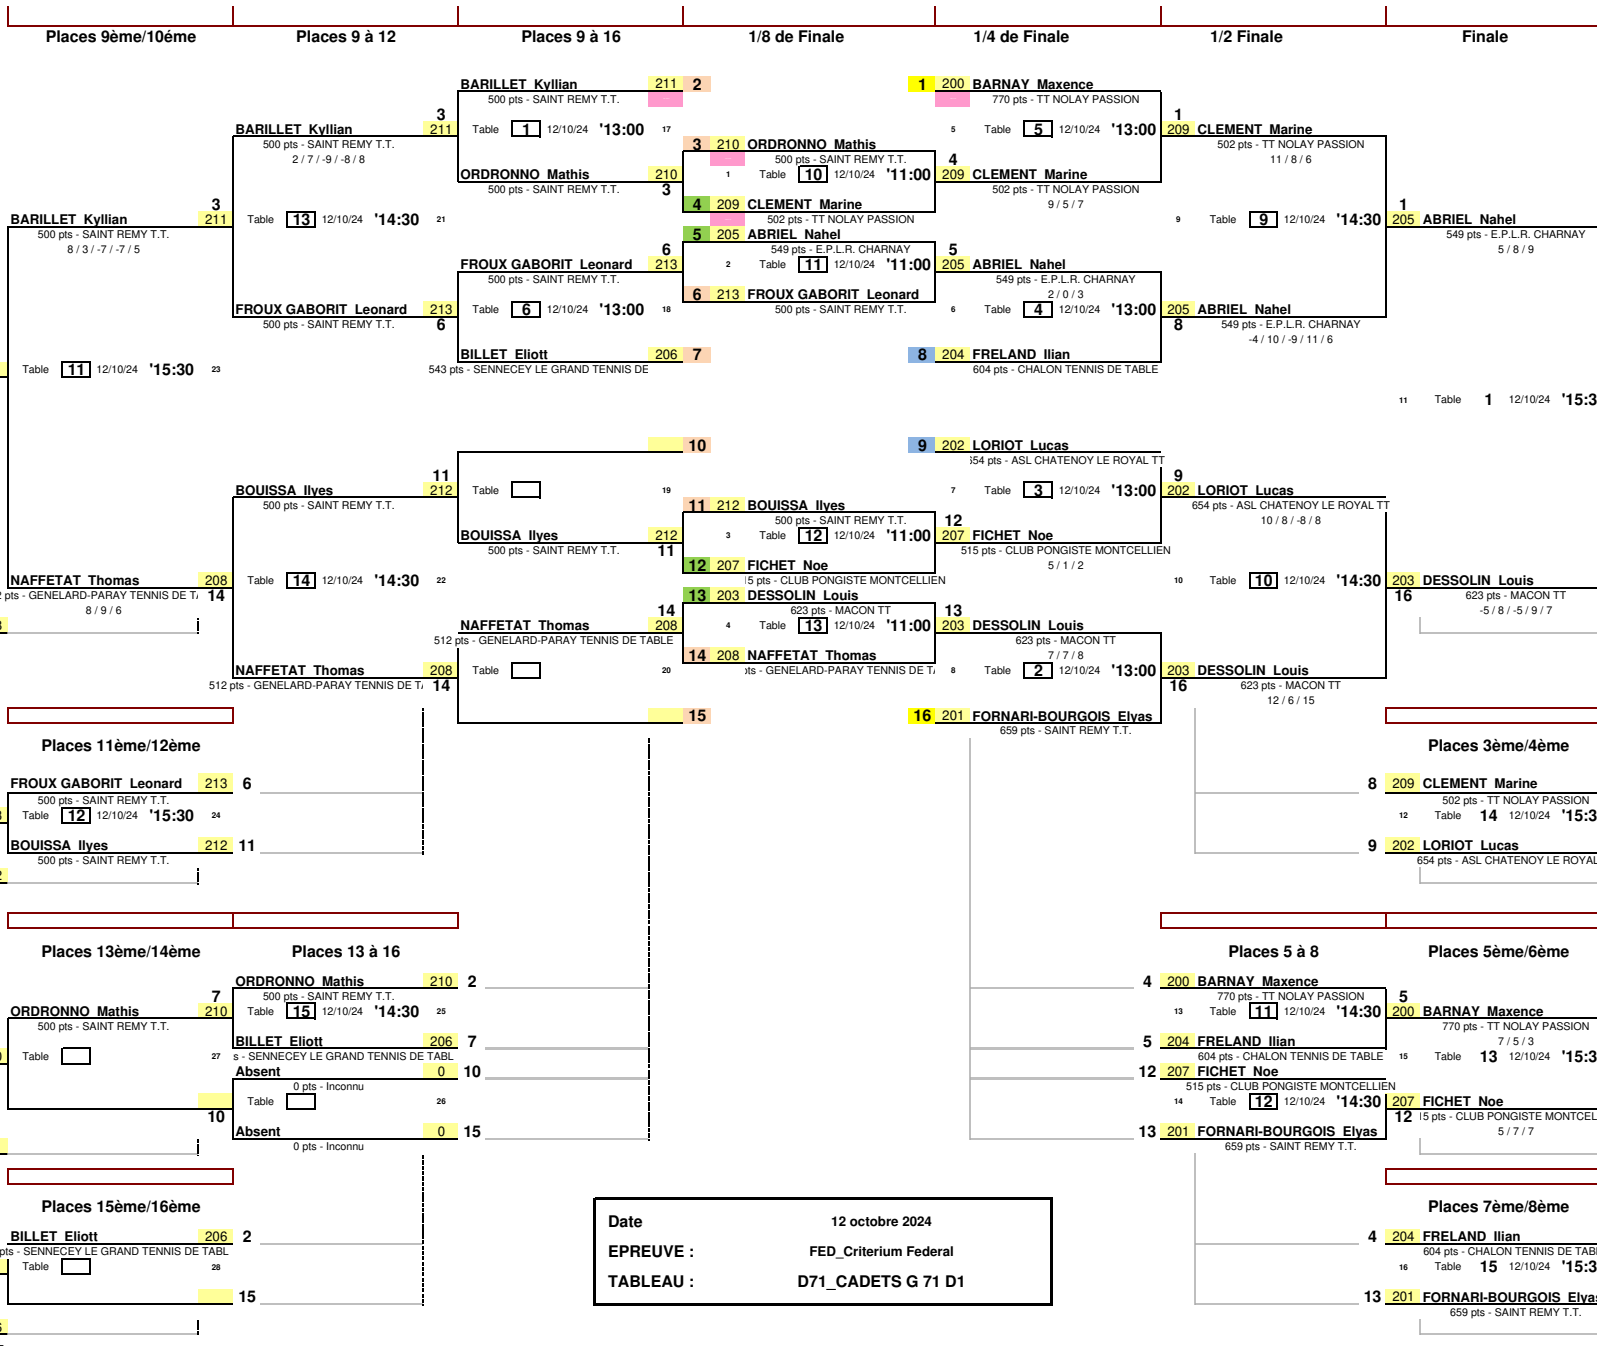 Places 9ème/10éme
Places 9 à 12
Places 9 à 16
1/8 de Finale
1/4 de Finale
1/2 Finale
Finale
BARILLET Kyllian 211 2
500 pts - SAINT REMY T.T.
Table 1 12/10/24 '13:00 17
ORDRONNO Mathis 210
500 pts - SAINT REMY T.T. 3
3
BARILLET Kyllian 211
500 pts - SAINT REMY T.T.
2 / 7 / -9 / -8 / 8
Table 13 12/10/24 '14:30 21
3
BARILLET Kyllian 211
500 pts - SAINT REMY T.T.
8 / 3 / -7 / -7 / 5
6
FROUX GABORIT Leonard 213
500 pts - SAINT REMY T.T.
Table 6 12/10/24 '13:00 18
BILLET Eliott 206 7
543 pts - SENNECEY LE GRAND TENNIS DE
FROUX GABORIT Leonard 213
500 pts - SAINT REMY T.T. 6
Table 11 12/10/24 '15:30 23
10
Table 19
BOUISSA Ilyes 212
500 pts - SAINT REMY T.T. 11
11
BOUISSA Ilyes 212
500 pts - SAINT REMY T.T.
Table 14 12/10/24 '14:30 22
NAFFETAT Thomas 208
pts - GENELARD-PARAY TENNIS DE 14
8 / 9 / 6
14
NAFFETAT Thomas 208
512 pts - GENELARD-PARAY TENNIS DE TABLE
Table 20
15
NAFFETAT Thomas 208
512 pts - GENELARD-PARAY TENNIS DE 14
3 210 ORDRONNO Mathis
500 pts - SAINT REMY T.T.
1 Table 10 12/10/24 '11:00
4 209 CLEMENT Marine
502 pts - TT NOLAY PASSION
5 205 ABRIEL Nahel
549 pts - E.P.L.R. CHARNAY
2 Table 11 12/10/24 '11:00
6 213 FROUX GABORIT Leonard
500 pts - SAINT REMY T.T.
11 212 BOUISSA Ilyes
500 pts - SAINT REMY T.T.
3 Table 12 12/10/24 '11:00
12 207 FICHET Noe
5 pts - CLUB PONGISTE MONTCELLIEN
13 203 DESSOLIN Louis
623 pts - MACON TT
4 Table 13 12/10/24 '11:00
14 208 NAFFETAT Thomas
pts - GENELARD-PARAY TENNIS DE
1 200 BARNAY Maxence
770 pts - TT NOLAY PASSION
5 Table 5 12/10/24 '13:00
4
209 CLEMENT Marine
502 pts - TT NOLAY PASSION
9 / 5 / 7
5
205 ABRIEL Nahel
549 pts - E.P.L.R. CHARNAY
2 / 0 / 3
6 Table 4 12/10/24 '13:00
8 204 FRELAND Ilian
604 pts - CHALON TENNIS DE TABLE
9 202 LORIOT Lucas
654 pts - ASL CHATENOY LE ROYAL TT
7 Table 3 12/10/24 '13:00
12
207 FICHET Noe
515 pts - CLUB PONGISTE MONTCELLIEN
5 / 1 / 2
13
203 DESSOLIN Louis
623 pts - MACON TT
7 / 7 / 8
8 Table 2 12/10/24 '13:00
16 201 FORNARI-BOURGOIS Elyas
659 pts - SAINT REMY T.T.
1
209 CLEMENT Marine
502 pts - TT NOLAY PASSION
11 / 8 / 6
9 Table 9 12/10/24 '14:30
205 ABRIEL Nahel
8 549 pts - E.P.L.R. CHARNAY
-4 / 10 / -9 / 11 / 6
9
202 LORIOT Lucas
654 pts - ASL CHATENOY LE ROYAL TT
10 / 8 / -8 / 8
10 Table 10 12/10/24 '14:30
203 DESSOLIN Louis
16 623 pts - MACON TT
12 / 6 / 15
1
205 ABRIEL Nahel
549 pts - E.P.L.R. CHARNAY
5 / 8 / 9
11 Table 1 12/10/24 '15:3
203 DESSOLIN Louis
16 623 pts - MACON TT
-5 / 8 / -5 / 9 / 7
Places 11ème/12ème
FROUX GABORIT Leonard 213 6
500 pts - SAINT REMY T.T.
Table 12 12/10/24 '15:30 24
BOUISSA Ilyes 212 11
500 pts - SAINT REMY T.T.
Places 3ème/4ème
8 209 CLEMENT Marine
502 pts - TT NOLAY PASSION
12 Table 14 12/10/24 '15:3
9 202 LORIOT Lucas
654 pts - ASL CHATENOY LE ROYAL
Places 13ème/14ème
Places 13 à 16
ORDRONNO Mathis 210 2
500 pts - SAINT REMY T.T.
Table 15 12/10/24 '14:30 25
BILLET Eliott 206 7
s - SENNECEY LE GRAND TENNIS DE TABL
Absent 0 10
0 pts - Inconnu
Table 26
Absent 0 15
0 pts - Inconnu
7
ORDRONNO Mathis 210
500 pts - SAINT REMY T.T.
Table 27
10
Places 5 à 8
Places 5ème/6ème
4 200 BARNAY Maxence
770 pts - TT NOLAY PASSION
13 Table 11 12/10/24 '14:30
5 204 FRELAND Ilian
604 pts - CHALON TENNIS DE TABLE
12 207 FICHET Noe
515 pts - CLUB PONGISTE MONTCELLIEN
14 Table 12 12/10/24 '14:30
13 201 FORNARI-BOURGOIS Elyas
659 pts - SAINT REMY T.T.
5
200 BARNAY Maxence
770 pts - TT NOLAY PASSION
7 / 5 / 3
15 Table 13 12/10/24 '15:3
207 FICHET Noe
12 5 pts - CLUB PONGISTE MONTCEL
5 / 7 / 7
Places 15ème/16ème
BILLET Eliott 206 2
pts - SENNECEY LE GRAND TENNIS DE TABL
Table 28
15
Places 7ème/8ème
4 204 FRELAND Ilian
604 pts - CHALON TENNIS DE TAB
16 Table 15 12/10/24 '15:3
13 201 FORNARI-BOURGOIS Elyas
659 pts - SAINT REMY T.T.
Date 12 octobre 2024
EPREUVE : FED_Criterium Federal
TABLEAU : D71_CADETS G 71 D1